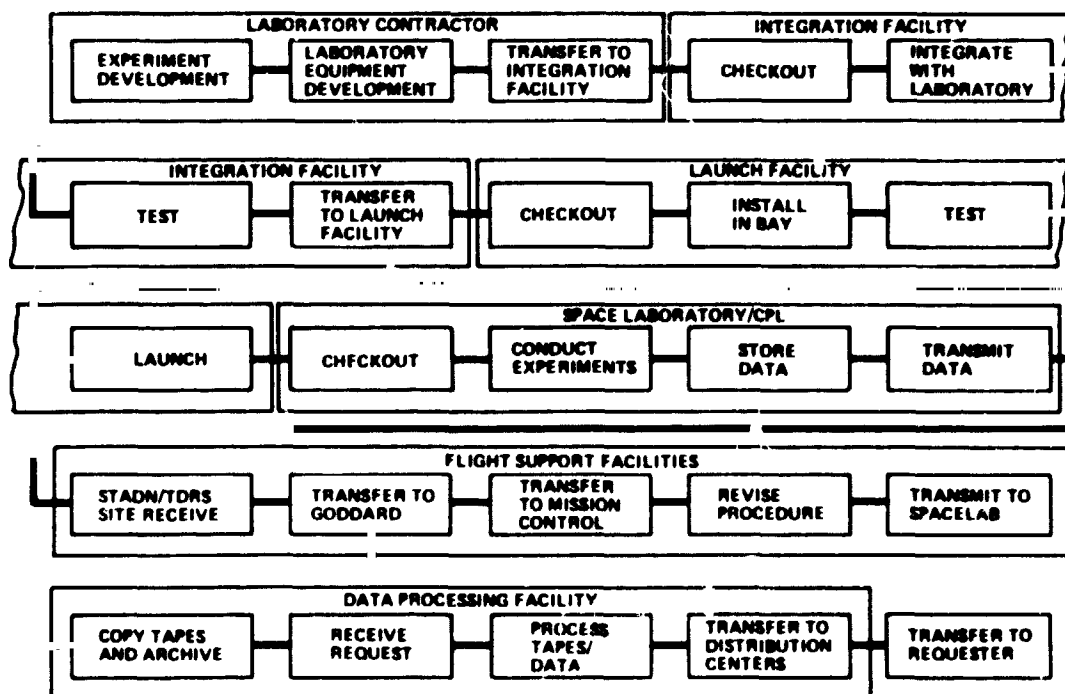 LABORATORY CONTRACTOR
EXPERIMENT
DEVELOPMENT
LABORATORY
EQUIPMENT
DEVELOPMENT
TRANSFER TO
INTEGRATION
FACILITY
INTEGRATION FACILITY
CHECKOUT
INTEGRATE
WITH
LABORATORY
INTEGRATION FACILITY
TEST
TRANSFER
TO LAUNCH
FACILITY
LAUNCH FACILITY
CHECKOUT
INSTALL
IN BAY
TEST
LAUNCH
SPACE LABORATORY/CPL
CHECKOUT
CONDUCT
EXPERIMENTS
STORE
DATA
TRANSMIT
DATA
FLIGHT SUPPORT FACILITIES
STADN/TDRS
SITE RECEIVE
TRANSFER TO
GODDARD
TRANSFER
TO MISSION
CONTROL
REVISE
PROCEDURE
TRANSMIT TO
SPACELAB
DATA PROCESSING FACILITY
COPY TAPES
AND ARCHIVE
RECEIVE
REQUEST
PROCESS
TAPES/
DATA
TRANSFER TO
DISTRIBUTION
CENTERS
TRANSFER TO
REQUESTER